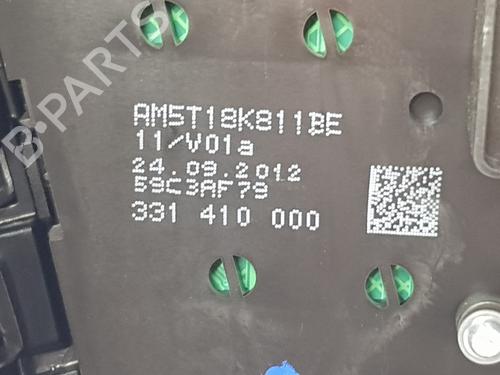 B-PARTS
AM5T18K811BE
11/V01a
24.09.2012
59C3AF79
331 410 000